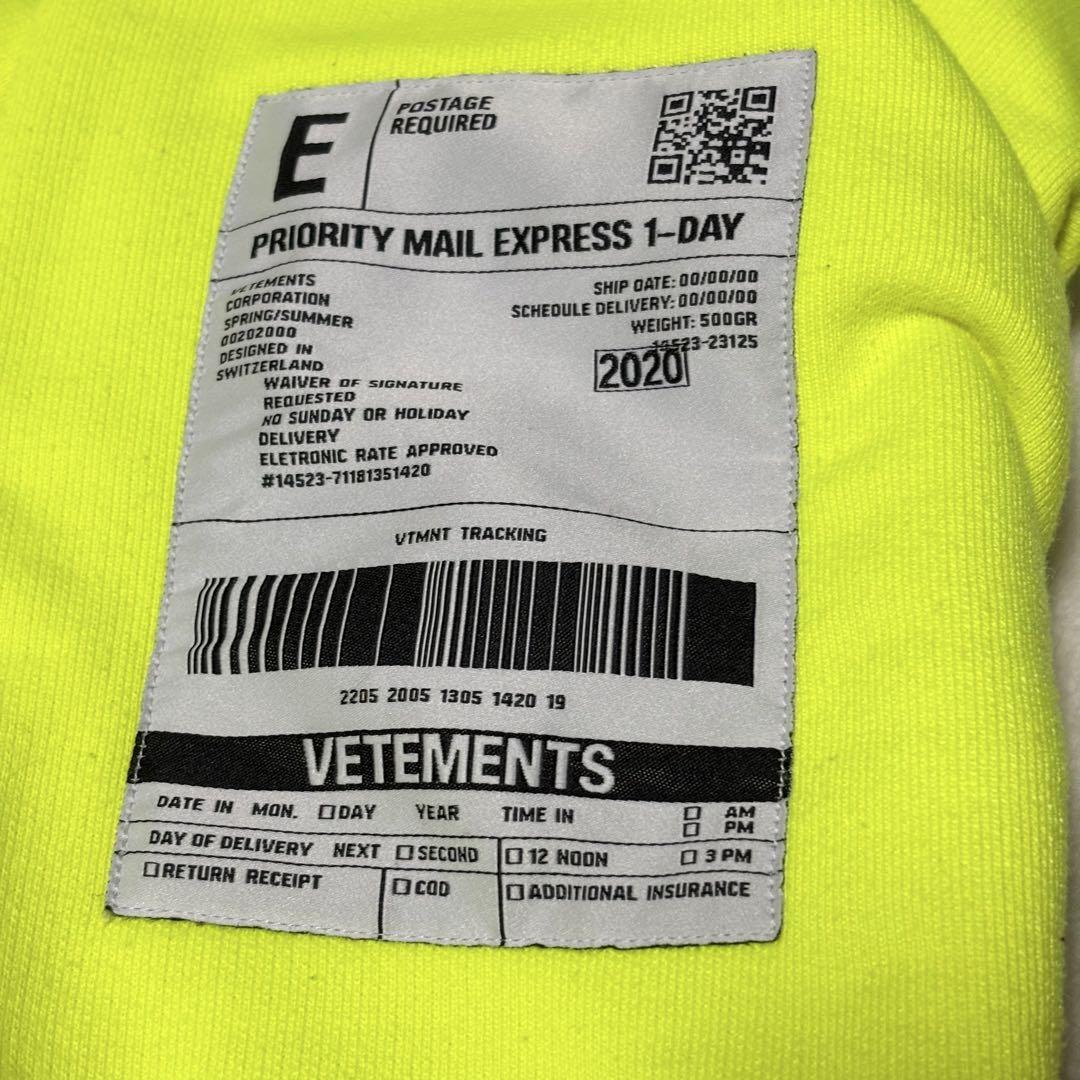 E
POSTAGE
REQUIRED
PRIORITY MAIL EXPRESS 1-DAY
VETEMENTS
CORPORATION
SPRING/SUMMER
00202000
DESIGNED IN
SWITZERLAND
SHIP DATE: 00/00/00
SCHEDULE DELIVERY: 00/00/00
WEIGHT: 500GR
14523-23125
2020
WAIVER OF SIGNATURE
REQUESTED
NO SUNDAY OR HOLIDAY
DELIVERY
ELETRONIC RATE APPROVED
#14523-71181351420
VTMNT TRACKING
2205 2005 1305 1420 19
VETEMENTS
DATE IN MON. DAY YEAR TIME IN AM
PM
DAY OF DELIVERY NEXT SECOND 12 NOON 3 PM
RETURN RECEIPT COD ADDITIONAL INSURANCE